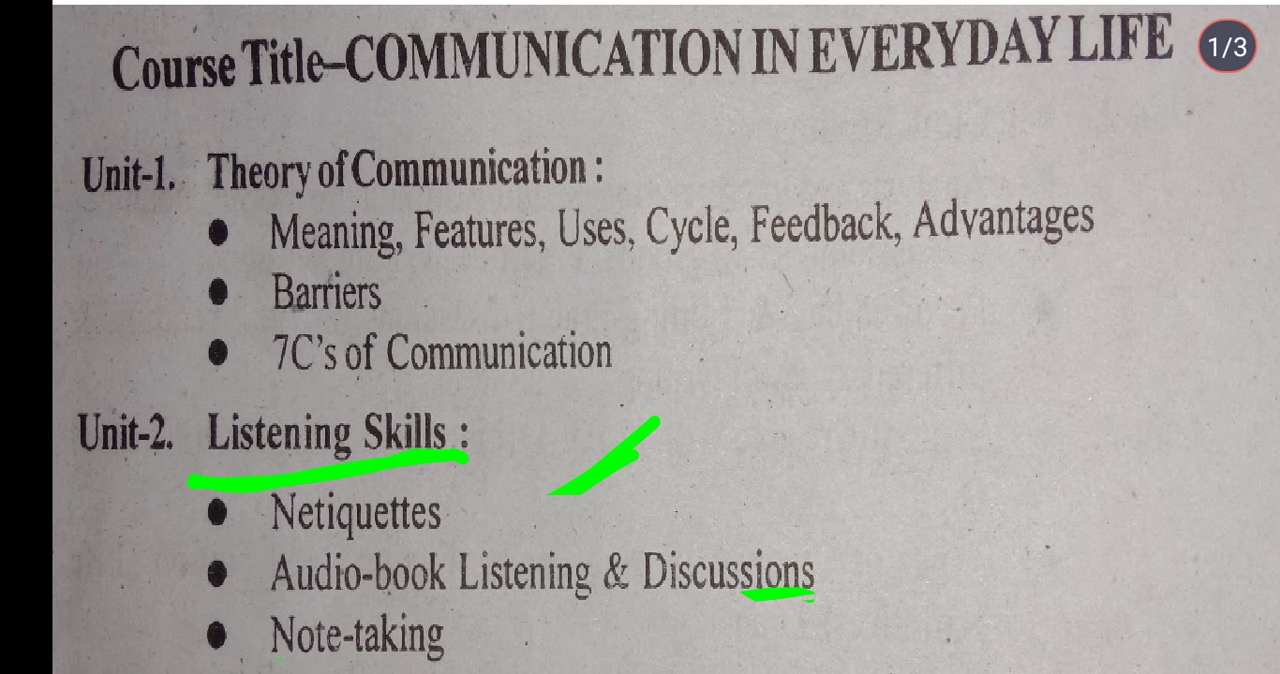 Course Title–COMMUNICATION IN EVERYDAY LIFE
1/3
Unit-1. Theory of Communication :
● Meaning, Features, Uses, Cycle, Feedback, Advantages
● Barriers
● 7C's of Communication
Unit-2. Listening Skills :
● Netiquettes
● Audio-book Listening & Discussions
● Note-taking